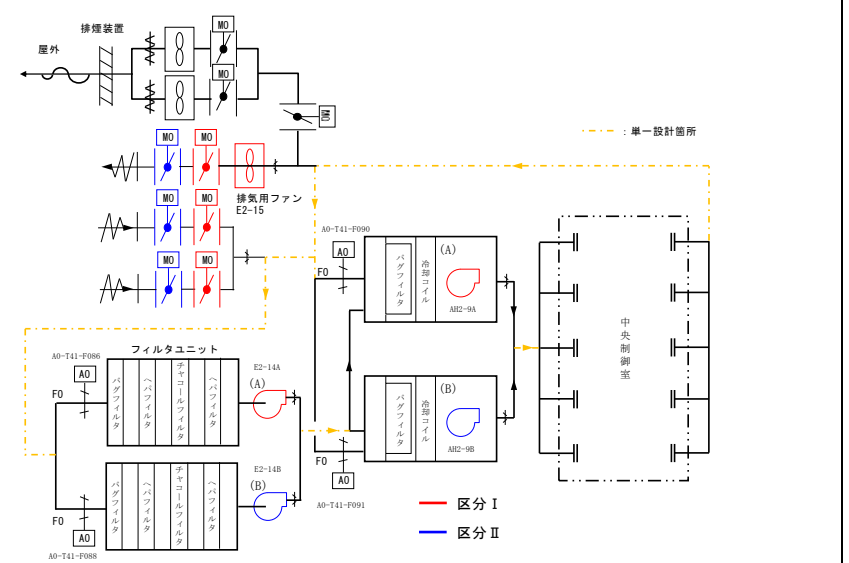 MO
排煙装置
屋外
MO
MO
：単一設計箇所
MO
MO
排気用ファン
E2-15
MO
MO
MO
MO
AO-T41-F090
AO
FO
バグフィルタ
冷却コイル
(A)
AH2-9A
中央制御室
フィルタユニット
AO-T41-F086
AO
FO
バグフィルタ
ヘパフィルタ
チャコールフィルタ
ヘパフィルタ
E2-14A
(A)
バグフィルタ
冷却コイル
(B)
AH2-9B
FO
AO
AO-T41-F091
バグフィルタ
ヘパフィルタ
チャコールフィルタ
ヘパフィルタ
E2-14B
(B)
FO
AO
AO-T41-F088
区分Ⅰ
区分Ⅱ